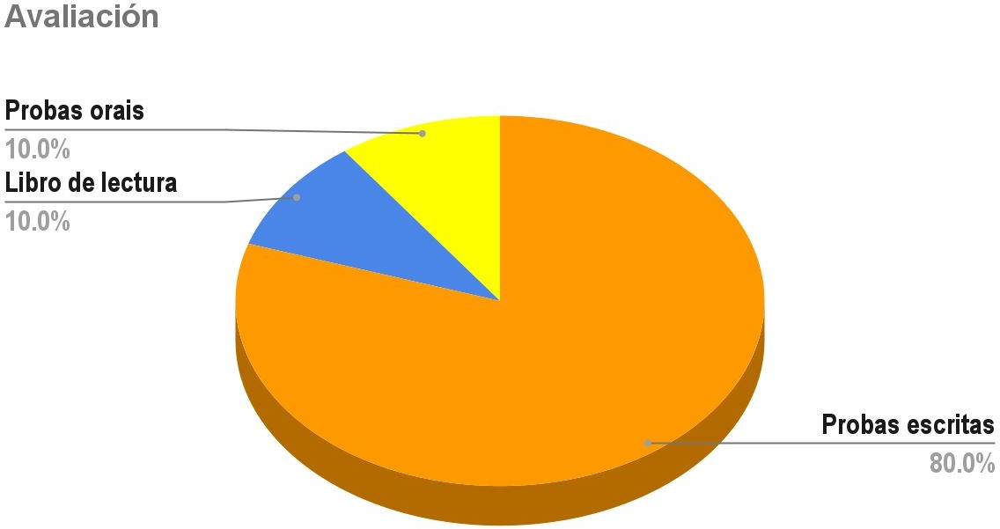 Avaliación
Probas orais
10.0%
Libro de lectura
10.0%
Probas escritas
80.0%